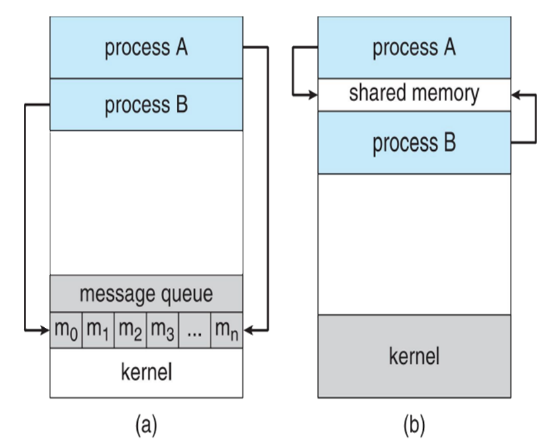 process A
process B
message queue
m0 m1 m2 m3 ... mn
kernel
(a)
process A
shared memory
process B
kernel
(b)